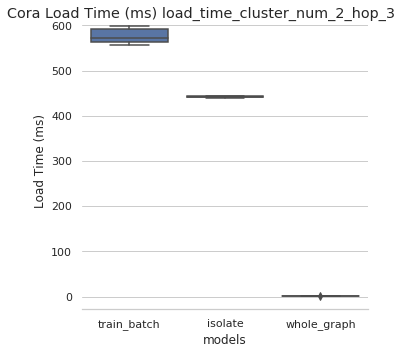 Cora Load Time (ms) load_time_cluster_num_2_hop_3
600
500
400
300
200
100
0
Load Time (ms)
train_batch isolate whole_graph
models